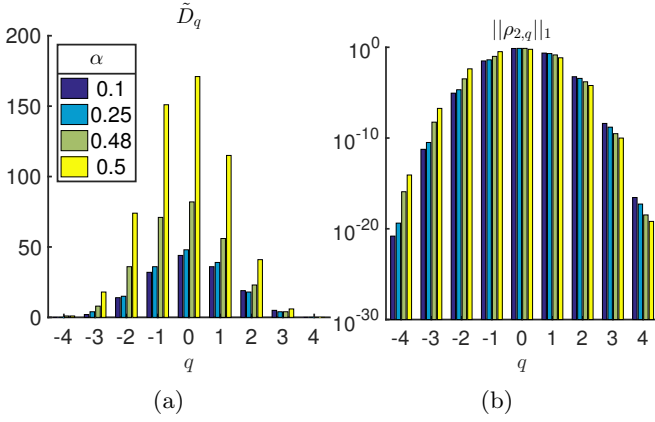 $\tilde{D}_q$
200
150
100
50
0
α
0.1
0.25
0.48
0.5
-4 -3 -2 -1 0 1 2 3 4
q
(a)
$||\rho_{2,q}||_1$
$10^0$
$10^{-10}$
$10^{-20}$
$10^{-30}$
-4 -3 -2 -1 0 1 2 3 4
q
(b)